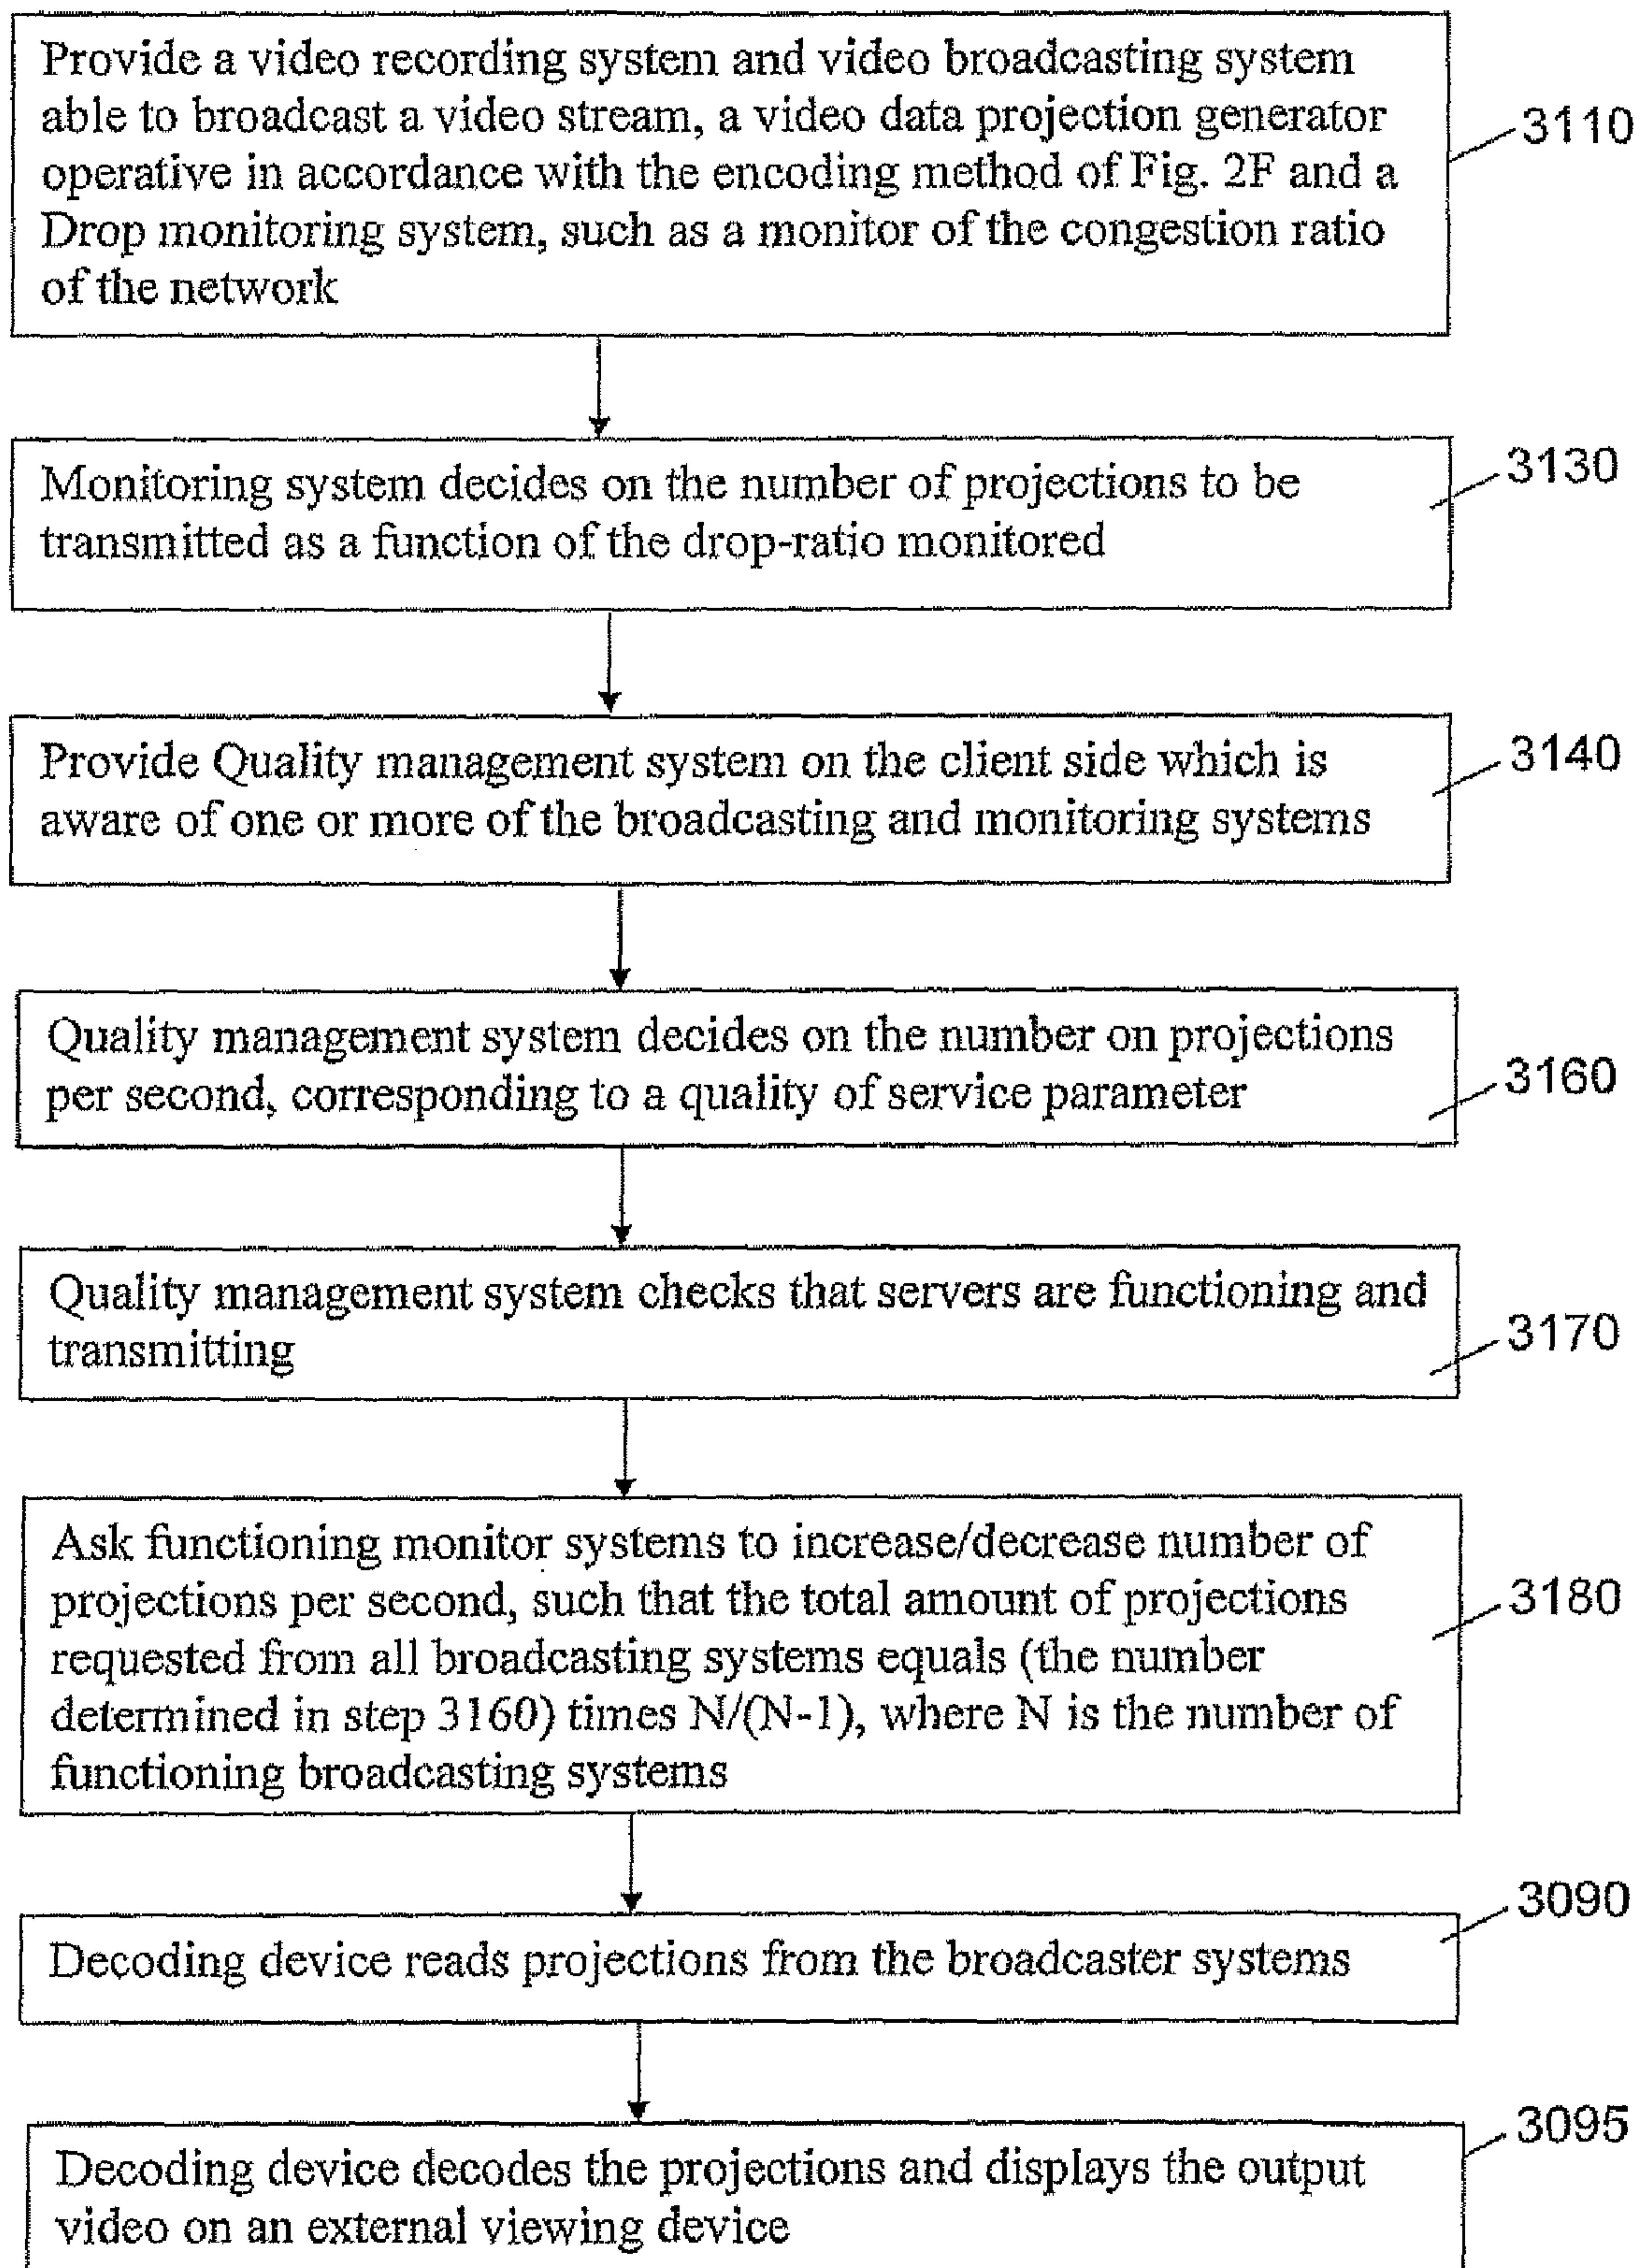 Provide a video recording system and video broadcasting system
able to broadcast a video stream, a video data projection generator
operative in accordance with the encoding method of Fig. 2F and a
Drop monitoring system, such as a monitor of the congestion ratio
of the network
3110
Monitoring system decides on the number of projections to be
transmitted as a function of the drop-ratio monitored
3130
Provide Quality management system on the client side which is
aware of one or more of the broadcasting and monitoring systems
3140
Quality management system decides on the number on projections
per second, corresponding to a quality of service parameter
3160
Quality management system checks that servers are functioning and
transmitting
3170
Ask functioning monitor systems to increase/decrease number of
projections per second, such that the total amount of projections
requested from all broadcasting systems equals (the number
determined in step 3160) times N/(N-1), where N is the number of
functioning broadcasting systems
3180
Decoding device reads projections from the broadcaster systems
3090
Decoding device decodes the projections and displays the output
video on an external viewing device
3095